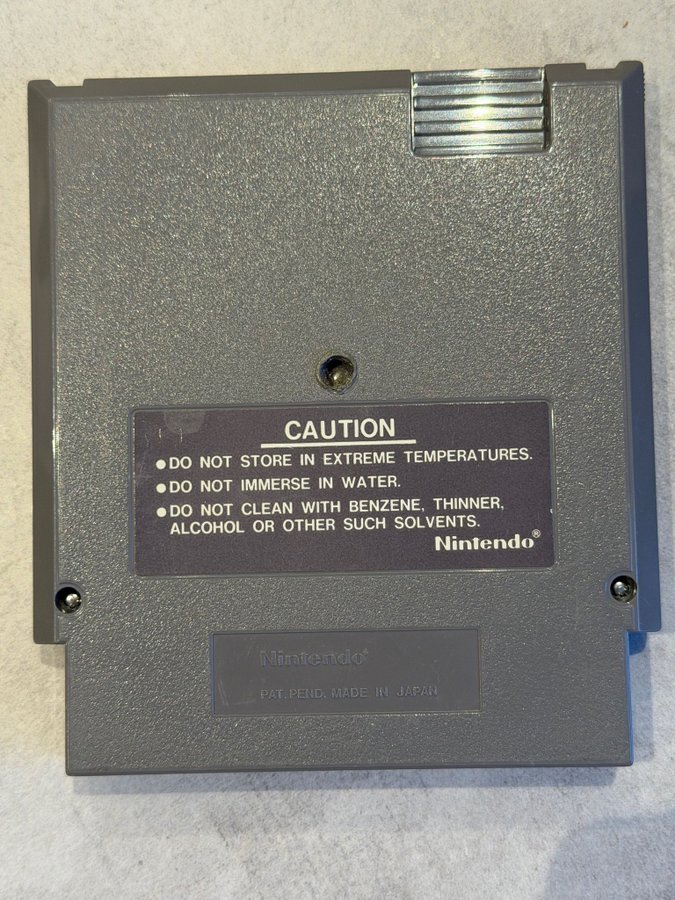 CAUTION
●DO NOT STORE IN EXTREME TEMPERATURES.
●DO NOT IMMERSE IN WATER.
●DO NOT CLEAN WITH BENZENE, THINNER,
ALCOHOL OR OTHER SUCH SOLVENTS.
Nintendo®
Nintendo®
PAT.PEND. MADE IN JAPAN